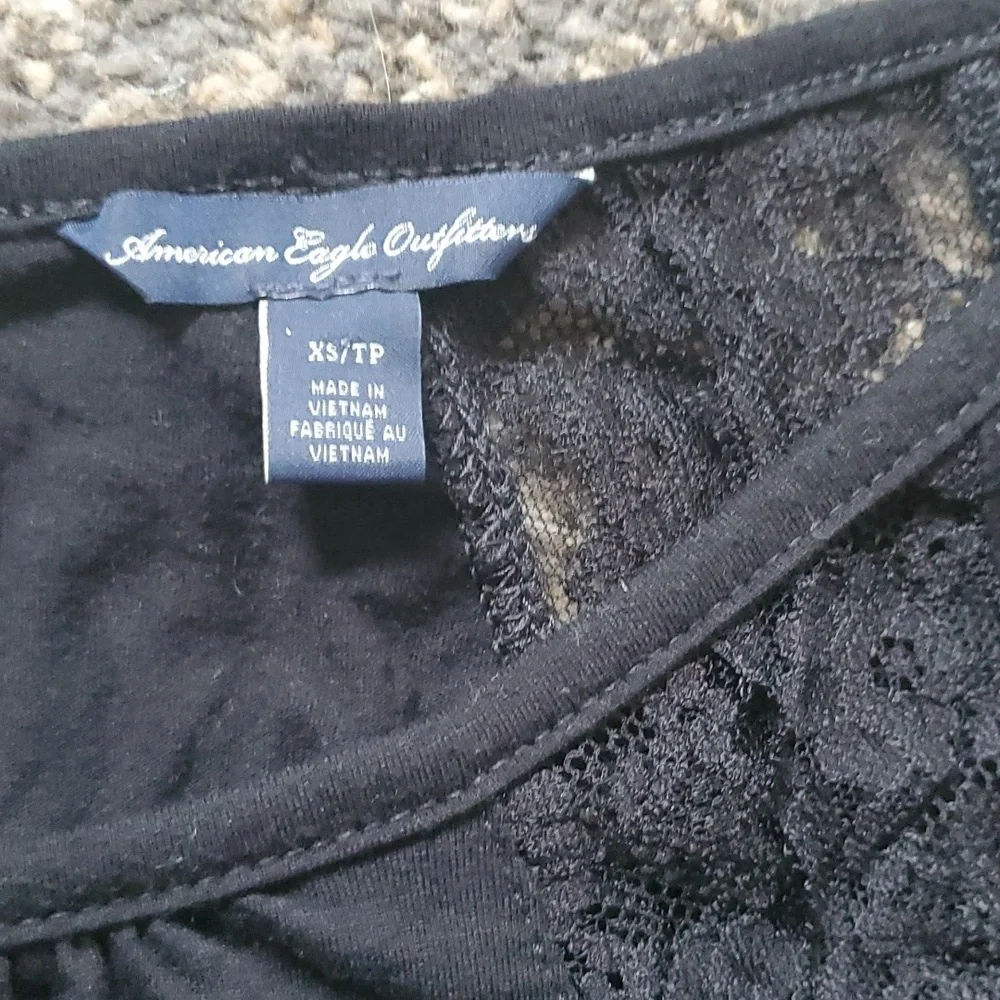 American Eagle Outfitters
XS/TP
MADE IN
VIETNAM
FABRIQUÉ AU
VIETNAM